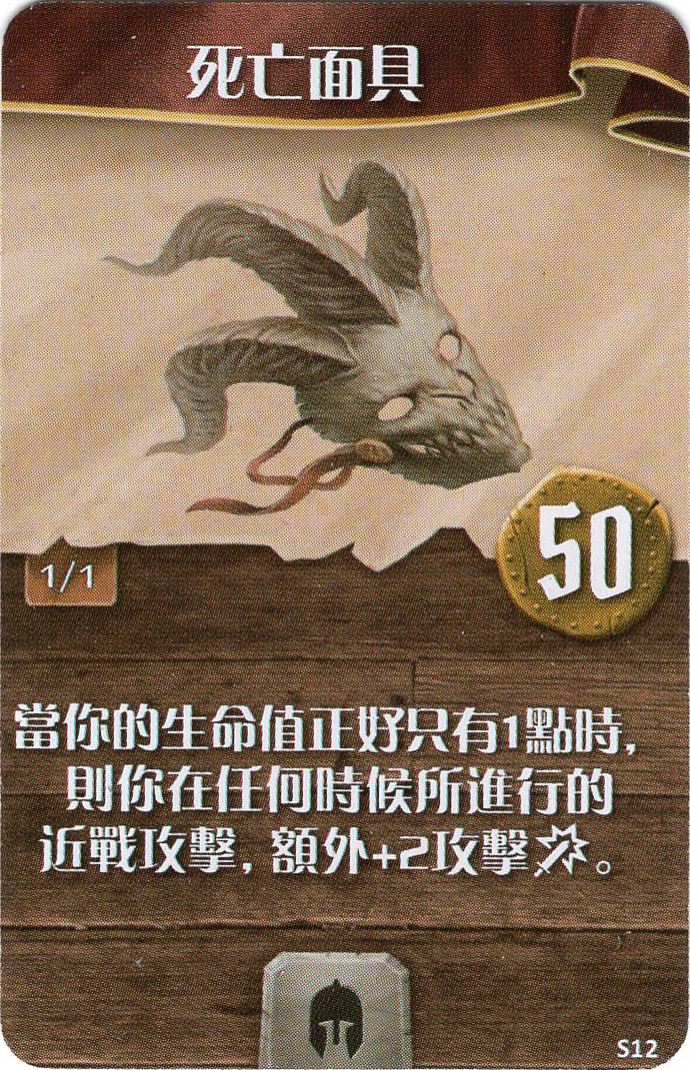 死亡面具
1/1
50
當你的生命值正好只有1點時,
則你在任何時候所進行的
近戰攻擊, 額外+2攻擊。
S12